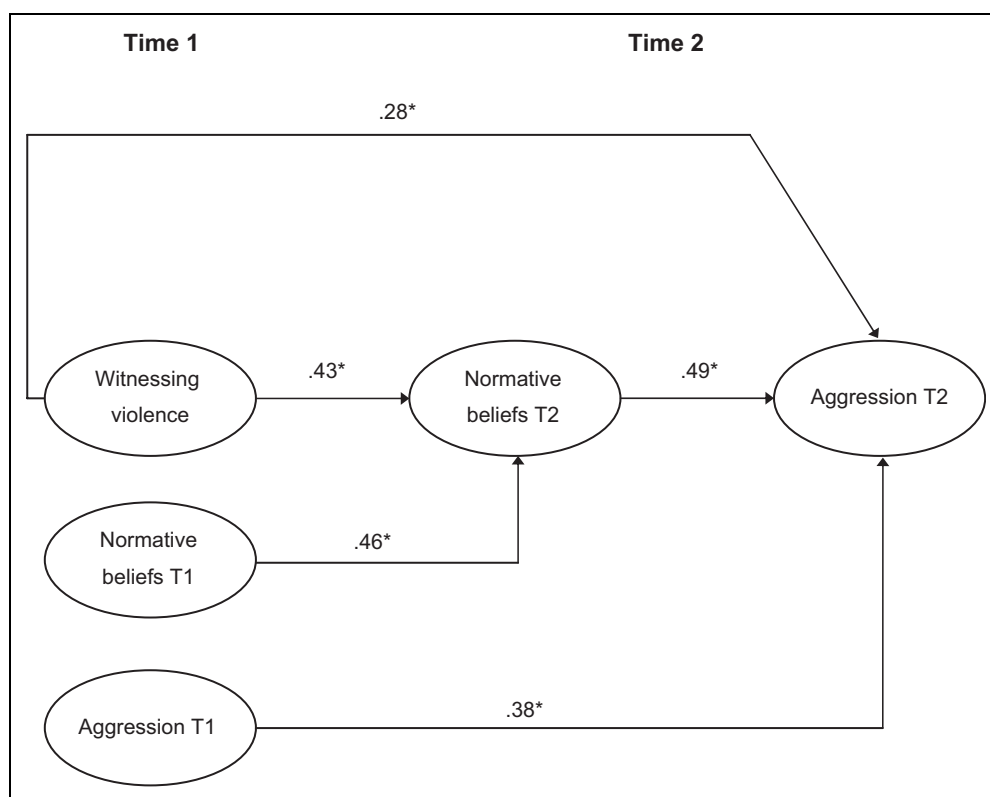 Time 1 Time 2
.28*
Witnessing
violence
.43*
Normative
beliefs T2
.49*
Aggression T2
Normative
beliefs T1
.46*
Aggression T1
.38*